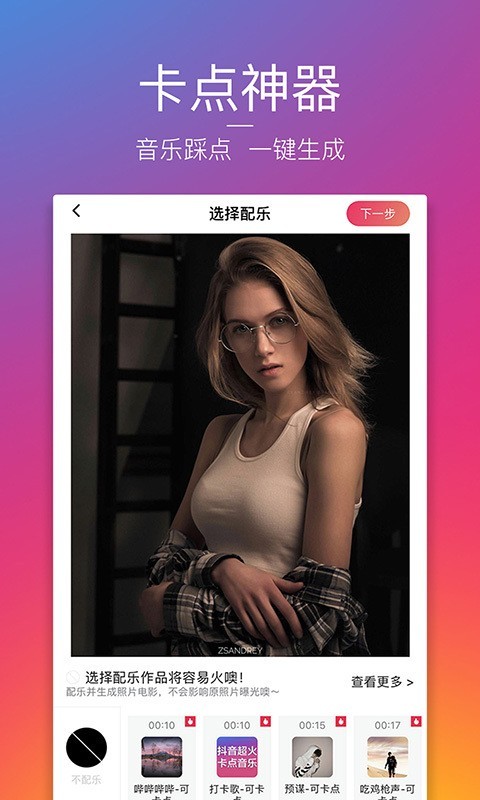 卡点神器
音乐踩点 一键生成
选择配乐
下一步
ZSANDREY
选择配乐作品将容易火噢!
配乐并生成照片电影，不会影响原照片曝光噢～
查看更多 >
不配乐
00:10
哔哔哔哔-可
卡点
00:10
抖音超火
卡点音乐
打卡歌-可卡
点
00:15
预谋-可卡点
00:17
吃鸡枪声-可
卡点